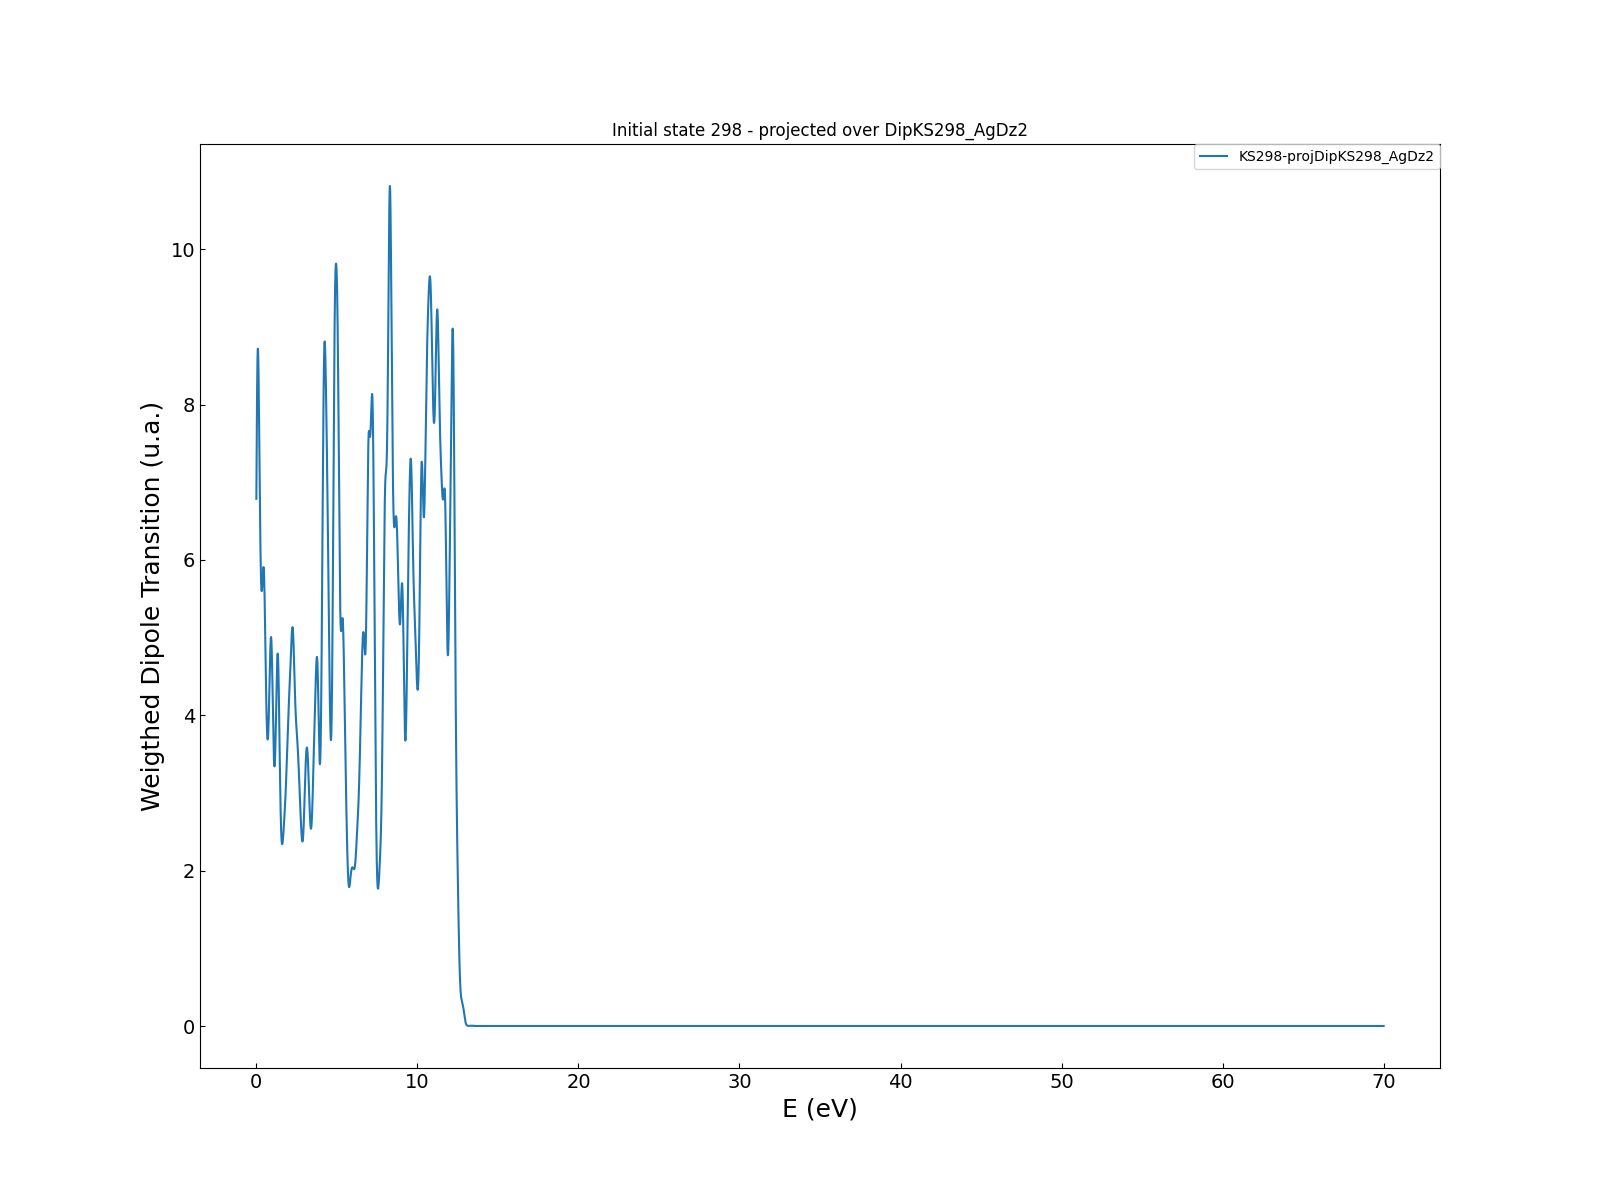 Initial state 298 - projected over DipKS298_AgDz2
KS298-projDipKS298_AgDz2
10
8
6
4
2
0
Weigthed Dipole Transition (u.a.)
0 10 20 30 40 50 60 70
E (eV)